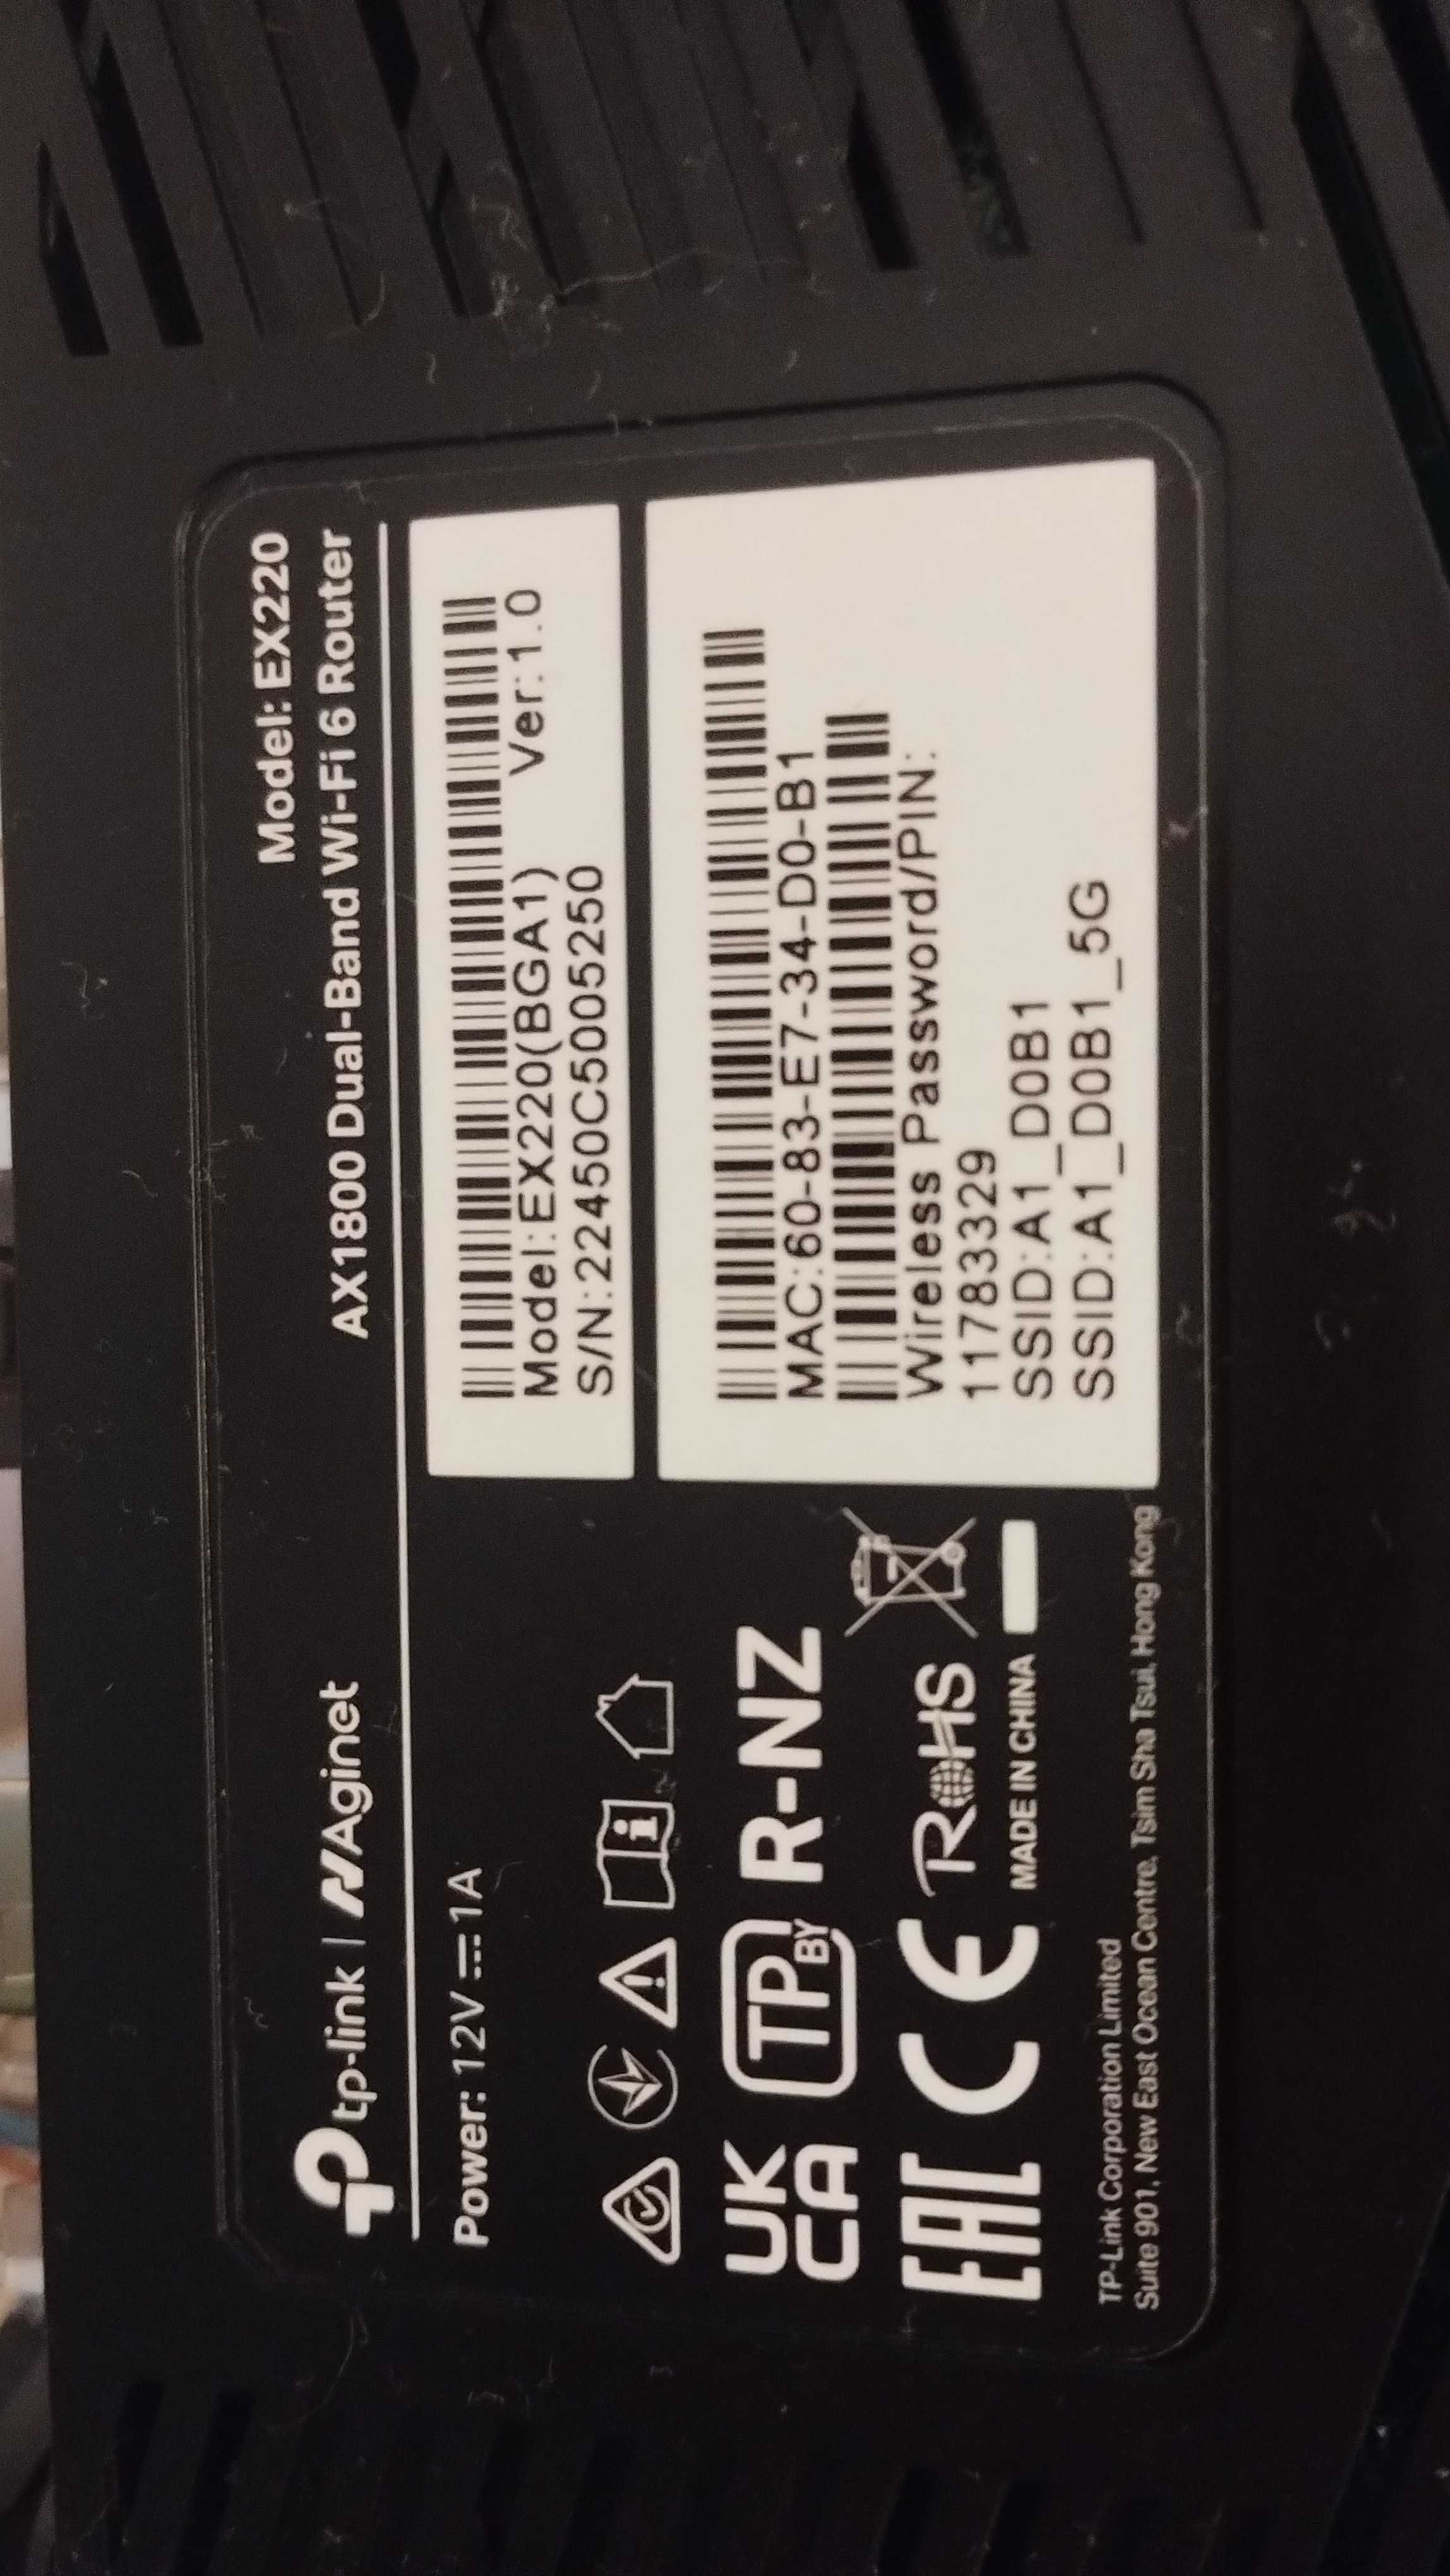 tp-link | Aginet
Model: EX220
AX1800 Dual-Band Wi-Fi 6 Router
Power: 12V ⎓ 1A
Model:EX220(BGA1) Ver:1.0
S/N:22450C5005250
MAC:60-83-E7-34-D0-B1
Wireless Password/PIN:
11783329
SSID:A1_D0B1
SSID:A1_D0B1_5G
UK
CA
TP
BY
R-NZ
EAC CE RoHS
MADE IN CHINA
TP-Link Corporation Limited
Suite 901, New East Ocean Centre, Tsim Sha Tsui, Hong Kong